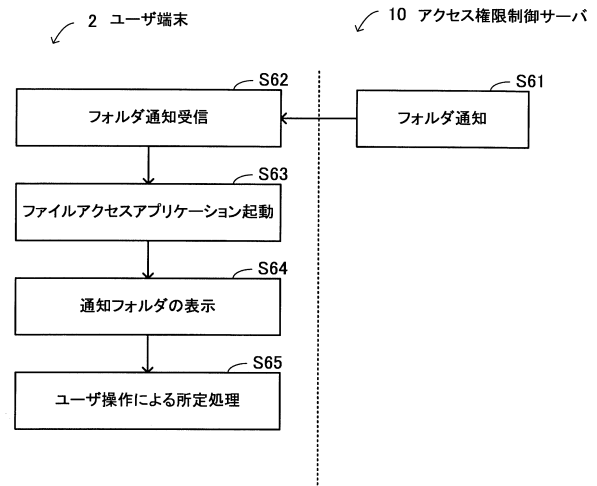 2 ユーザ端末
10 アクセス権限制御サーバ
S62
フォルダ通知受信
S61
フォルダ通知
S63
ファイルアクセスアプリケーション起動
S64
通知フォルダの表示
S65
ユーザ操作による所定処理